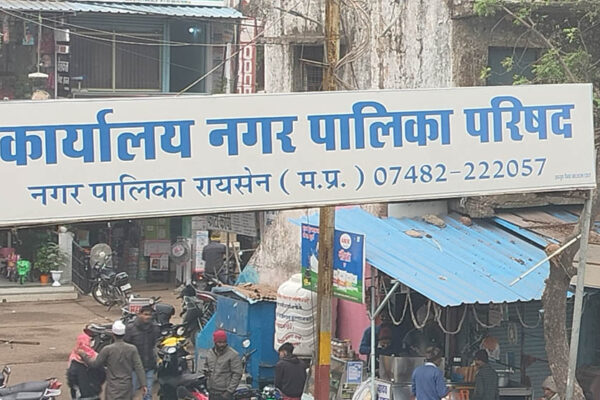 कार्यालय नगर पालिका परिषद
नगर पालिका रायसेन ( म.प्र. ) 07482-222057